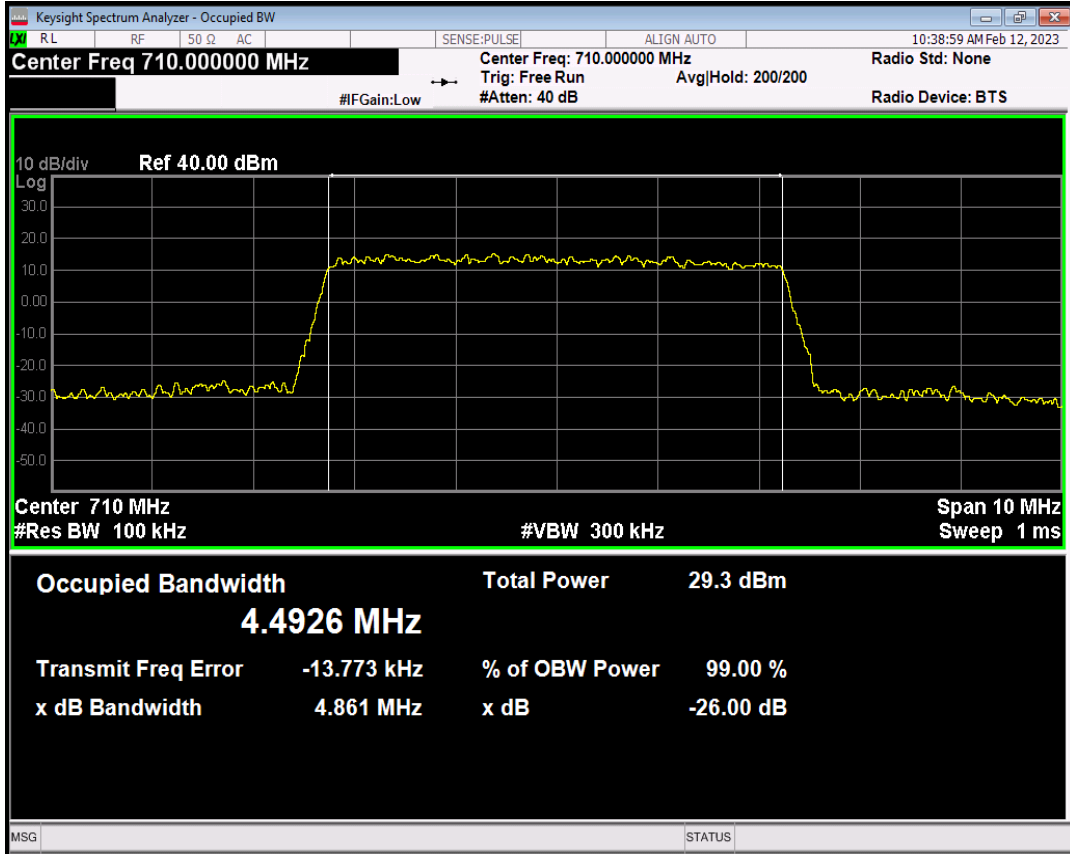 Keysight Spectrum Analyzer - Occupied BW
LXI RL RF 50 Ω AC SENSE:PULSE ALIGN AUTO 10:38:59 AM Feb 12, 2023
Center Freq 710.000000 MHz Center Freq: 710.000000 MHz Radio Std: None
Trig: Free Run Avg|Hold: 200/200
#IFGain:Low #Atten: 40 dB Radio Device: BTS
10 dB/div Ref 40.00 dBm
Log
30.0
20.0
10.0
0.00
-10.0
-20.0
-30.0
-40.0
-50.0
Center 710 MHz Span 10 MHz
#Res BW 100 kHz #VBW 300 kHz Sweep 1 ms
Occupied Bandwidth Total Power 29.3 dBm
4.4926 MHz
Transmit Freq Error -13.773 kHz % of OBW Power 99.00 %
x dB Bandwidth 4.861 MHz x dB -26.00 dB
MSG STATUS